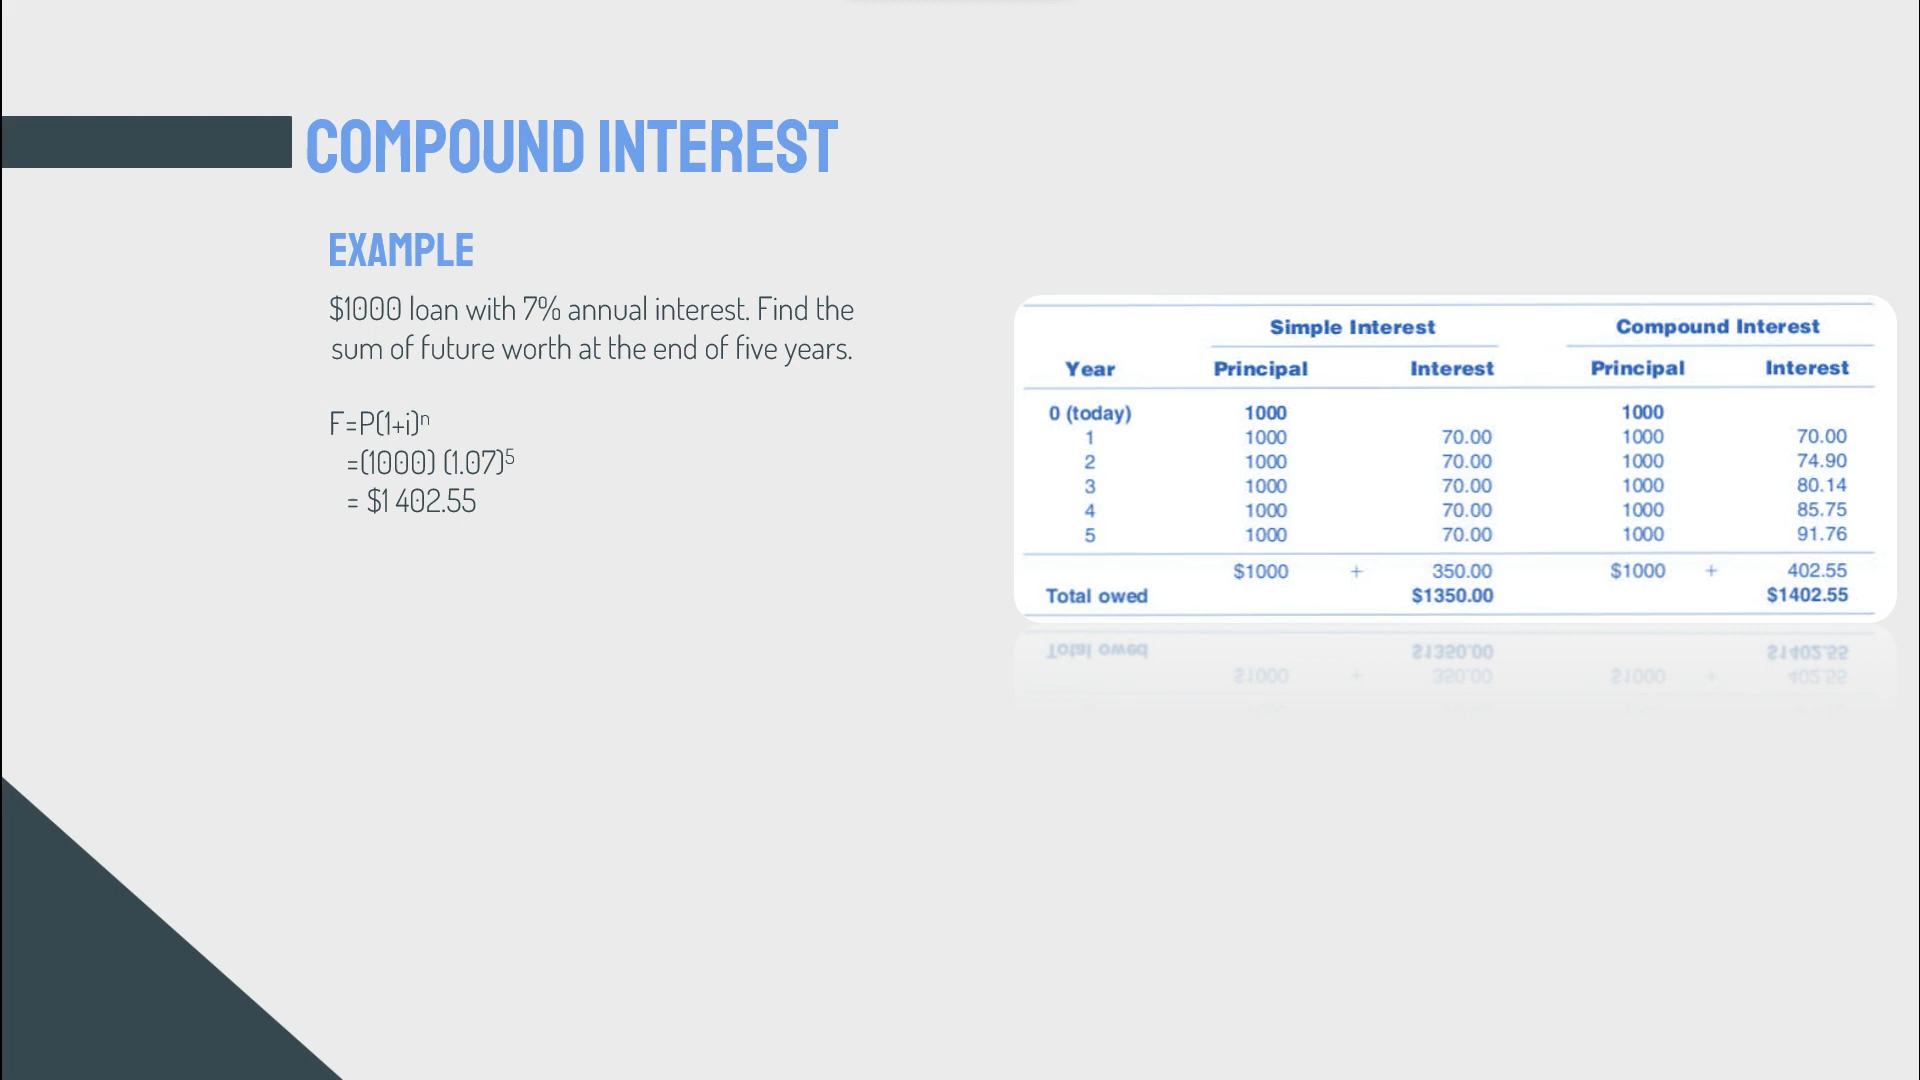 COMPOUND INTEREST
EXAMPLE
$1000 loan with 7% annual interest. Find the
sum of future worth at the end of five years.
F=P(1+i)ⁿ
=(1000) (1.07)⁵
= $1 402.55
Simple Interest Compound Interest
Year Principal Interest Principal Interest
0 (today) 1000 1000
1 1000 70.00 1000 70.00
2 1000 70.00 1000 74.90
3 1000 70.00 1000 80.14
4 1000 70.00 1000 85.75
5 1000 70.00 1000 91.76
$1000 + 350.00 $1000 + 402.55
Total owed $1350.00 $1402.55